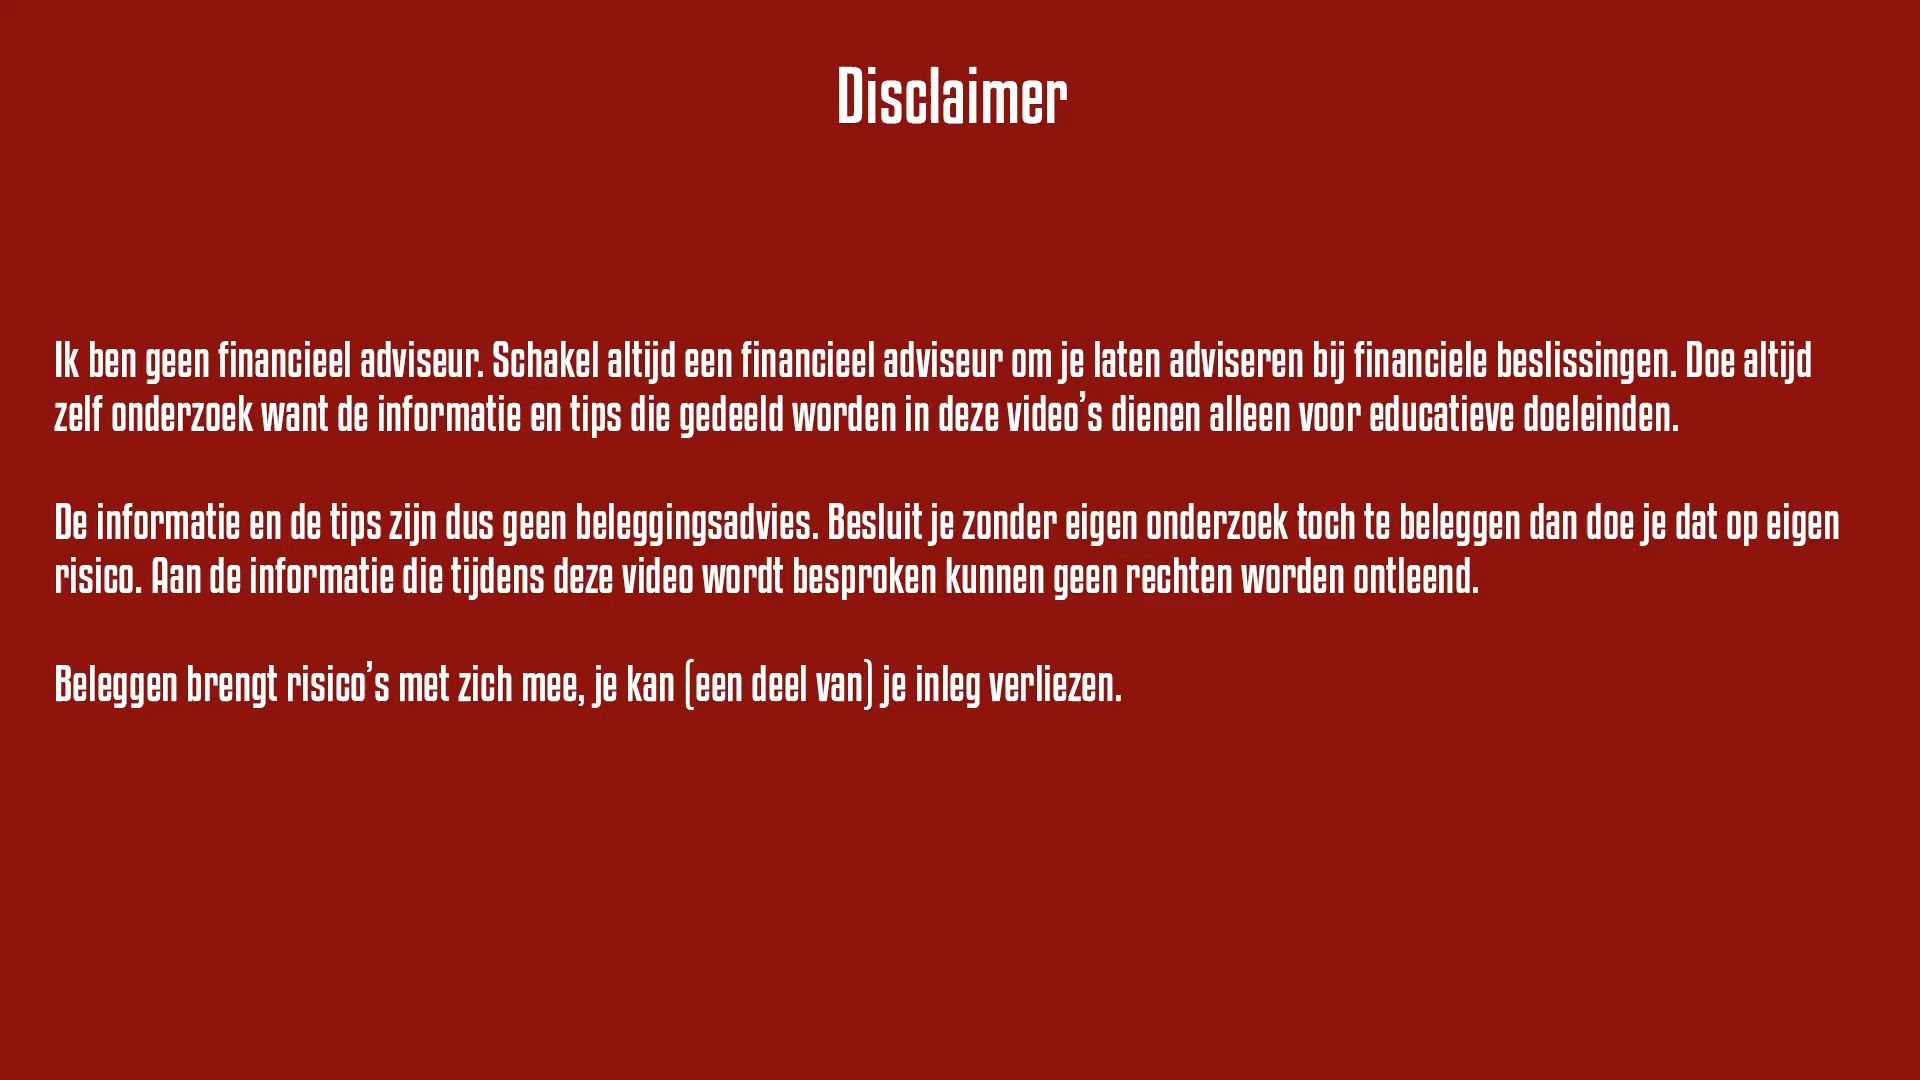 Disclaimer
Ik ben geen financieel adviseur. Schakel altijd een financieel adviseur om je laten adviseren bij financiele beslissingen. Doe altijd
zelf onderzoek want de informatie en tips die gedeeld worden in deze video's dienen alleen voor educatieve doeleinden.
De informatie en de tips zijn dus geen beleggingsadvies. Besluit je zonder eigen onderzoek toch te beleggen dan doe je dat op eigen
risico. Aan de informatie die tijdens deze video wordt besproken kunnen geen rechten worden ontleend.
Beleggen brengt risico's met zich mee, je kan (een deel van) je inleg verliezen.